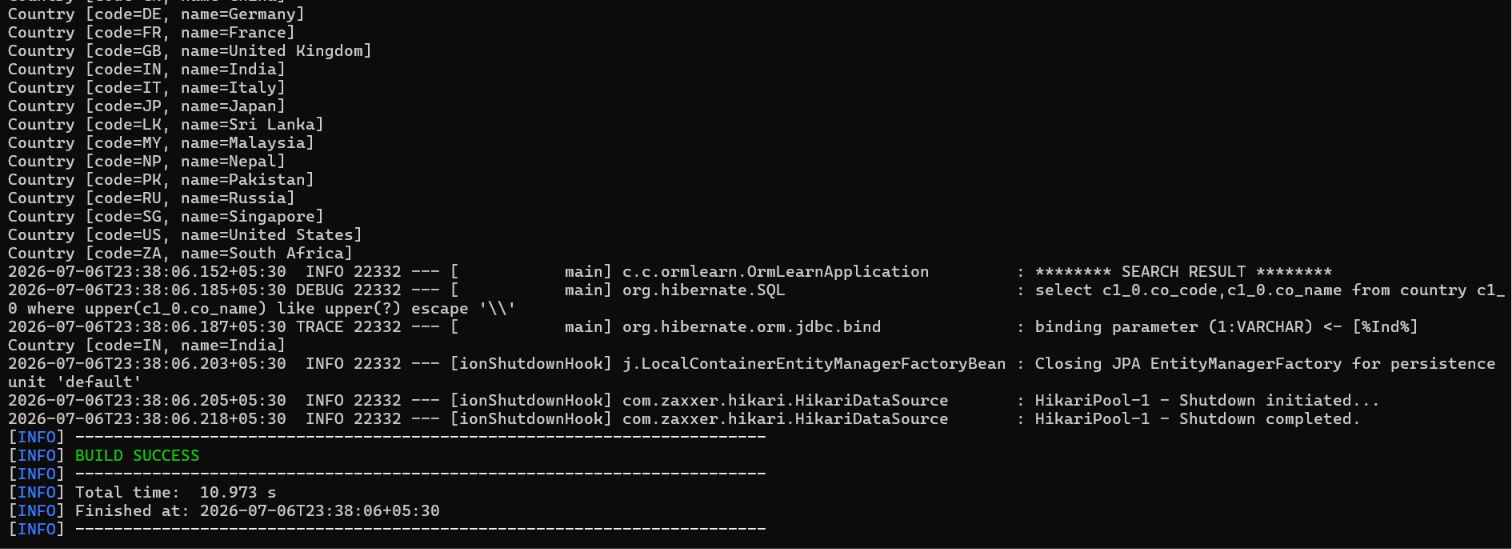 Country [code=DE, name=Germany]
Country [code=FR, name=France]
Country [code=GB, name=United Kingdom]
Country [code=IN, name=India]
Country [code=IT, name=Italy]
Country [code=JP, name=Japan]
Country [code=LK, name=Sri Lanka]
Country [code=MY, name=Malaysia]
Country [code=NP, name=Nepal]
Country [code=PK, name=Pakistan]
Country [code=RU, name=Russia]
Country [code=SG, name=Singapore]
Country [code=US, name=United States]
Country [code=ZA, name=South Africa]
2026-07-06T23:38:06.152+05:30  INFO 22332 --- [           main] c.c.ormlearn.OrmLearnApplication         : ******** SEARCH RESULT ********
2026-07-06T23:38:06.185+05:30 DEBUG 22332 --- [           main] org.hibernate.SQL                        : select c1_0.co_code,c1_0.co_name from country c1_
0 where upper(c1_0.co_name) like upper(?) escape '\\'
2026-07-06T23:38:06.187+05:30 TRACE 22332 --- [           main] org.hibernate.orm.jdbc.bind              : binding parameter (1:VARCHAR) <- [%Ind%]
Country [code=IN, name=India]
2026-07-06T23:38:06.203+05:30  INFO 22332 --- [ionShutdownHook] j.LocalContainerEntityManagerFactoryBean : Closing JPA EntityManagerFactory for persistence
unit 'default'
2026-07-06T23:38:06.205+05:30  INFO 22332 --- [ionShutdownHook] com.zaxxer.hikari.HikariDataSource       : HikariPool-1 - Shutdown initiated...
2026-07-06T23:38:06.218+05:30  INFO 22332 --- [ionShutdownHook] com.zaxxer.hikari.HikariDataSource       : HikariPool-1 - Shutdown completed.
[INFO] ------------------------------------------------------------------------
[INFO] BUILD SUCCESS
[INFO] ------------------------------------------------------------------------
[INFO] Total time:  10.973 s
[INFO] Finished at: 2026-07-06T23:38:06+05:30
[INFO] ------------------------------------------------------------------------